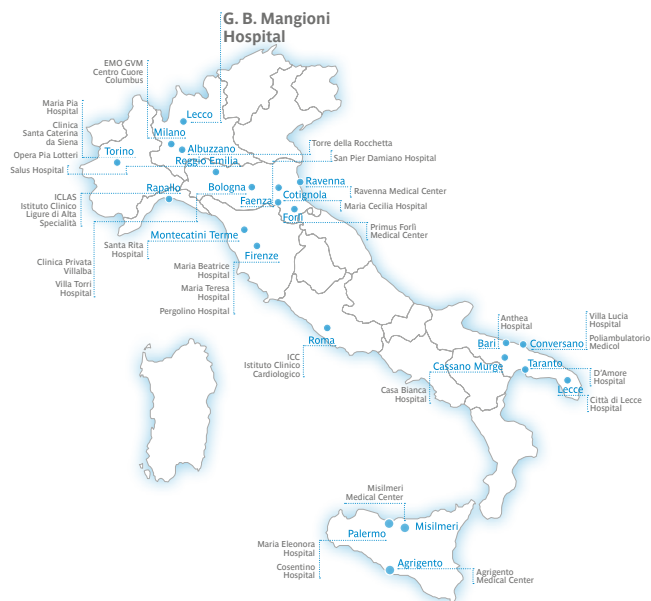 G. B. Mangioni
Hospital
EMO GVM
Centro Cuore
Columbus
Maria Pia
Hospital
Clinica
Santa Caterina
da Siena
Opera Pia Lotteri
Salus Hospital
Lecco
Milano
Albuzzano
Torino
Reggio Emilia
Torre della Rocchetta
San Pier Damiano Hospital
Rapallo
Bologna
Ravenna
Cotignola
Faenza
Forlì
Ravenna Medical Center
Maria Cecilia Hospital
Primus Forlì
Medical Center
ICLAS
Istituto Clinico
Ligure di Alta
Specialità
Montecatini Terme
Santa Rita
Hospital
Firenze
Clinica Privata
Villalba
Villa Torri
Hospital
Maria Beatrice
Hospital
Maria Teresa
Hospital
Pergolino Hospital
Roma
ICC
Istituto Clinico
Cardiologico
Anthea
Hospital
Villa Lucia
Hospital
Poliambulatorio
Medicol
Bari
Conversano
Cassano Murge
Taranto
Lecce
D'Amore
Hospital
Casa Bianca
Hospital
Città di Lecce
Hospital
Misilmeri
Medical Center
Misilmeri
Palermo
Maria Eleonora
Hospital
Cosentino
Hospital
Agrigento
Agrigento
Medical Center